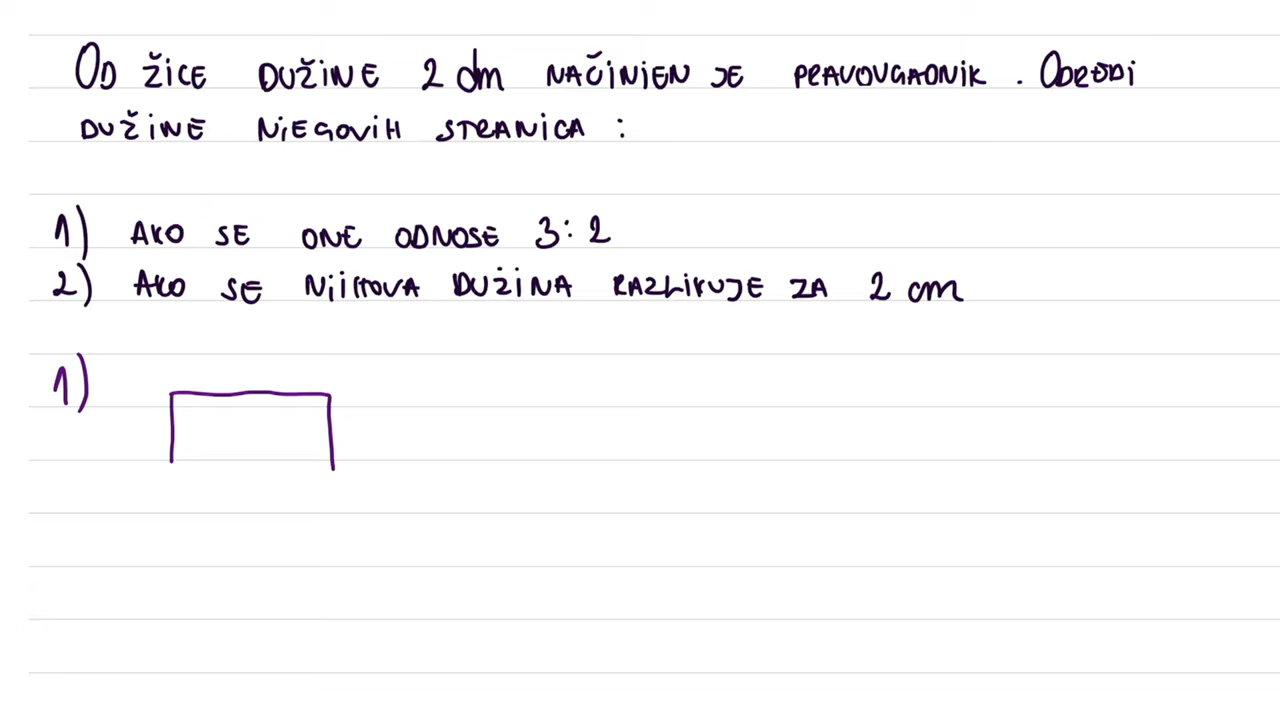 OD ŽICE DUŽINE 2 dm NAČINJEN JE PRAVOUGAONIK . ODREDI
DUŽINE NJEGOVIH STRANICA :
1) AKO SE ONE ODNOSE 3:2
2) AKO SE NJIHOVA DUŽINA RAZLIKUJE ZA 2 cm
1)